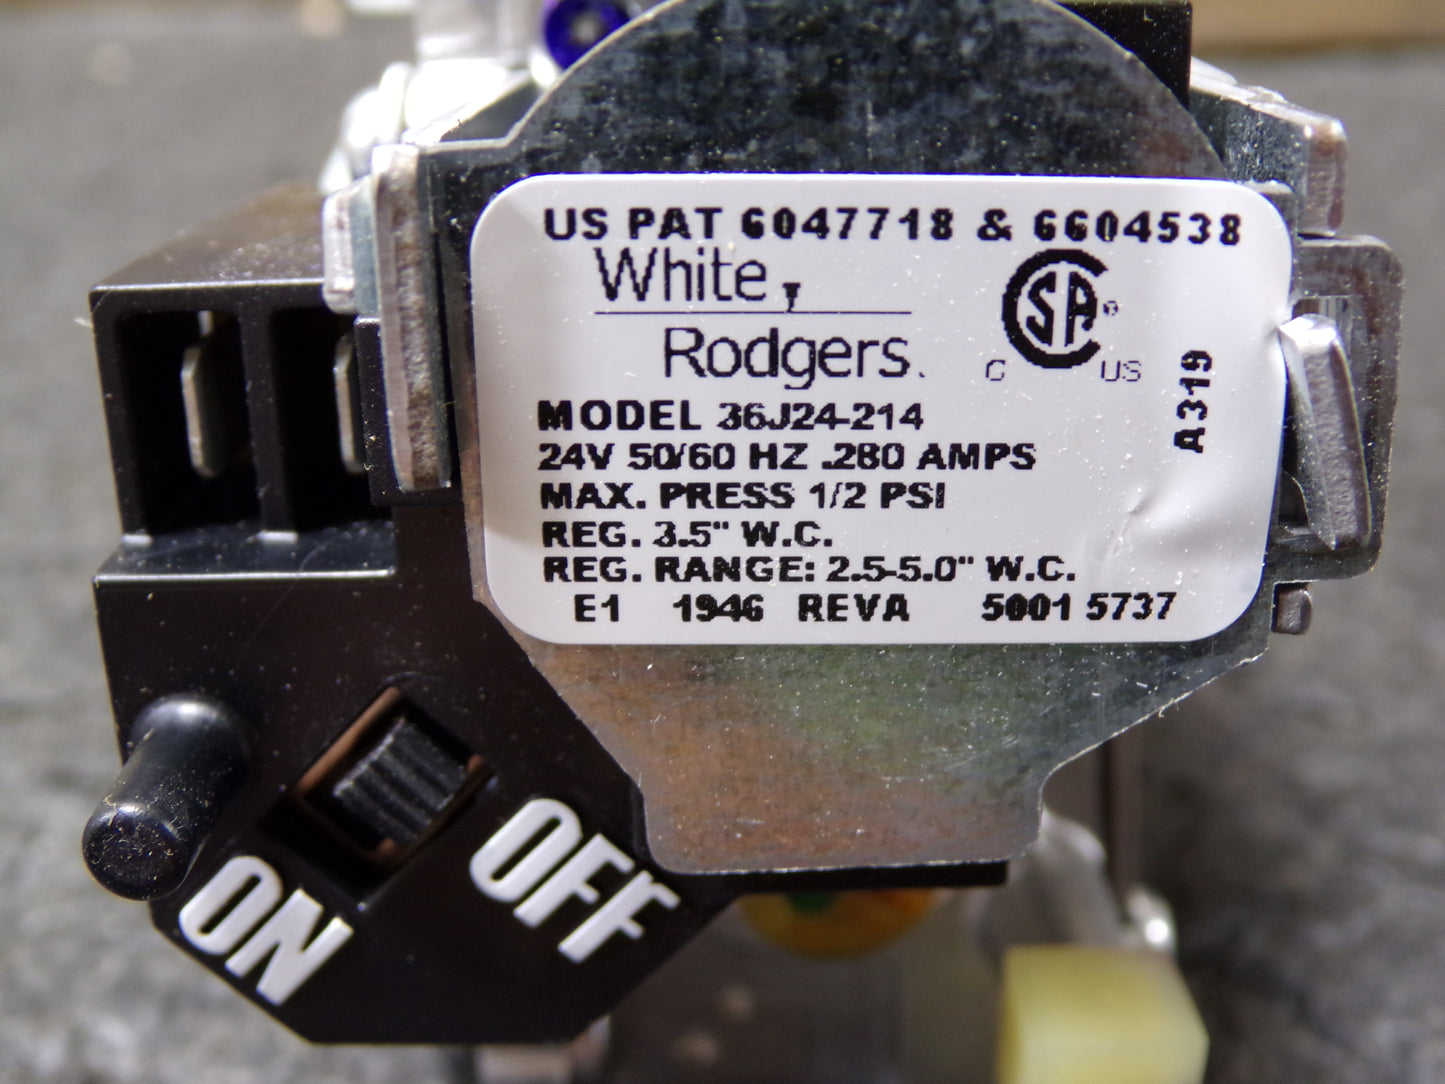 US PAT 6047718 & 6604538
White
Rodgers.
CSA®
C US
A319
MODEL 36J24-214
24V 50/60 HZ .280 AMPS
MAX. PRESS 1/2 PSI
REG. 3.5" W.C.
REG. RANGE: 2.5-5.0" W.C.
E1 1946 REVA 5001 5737
ON
OFF